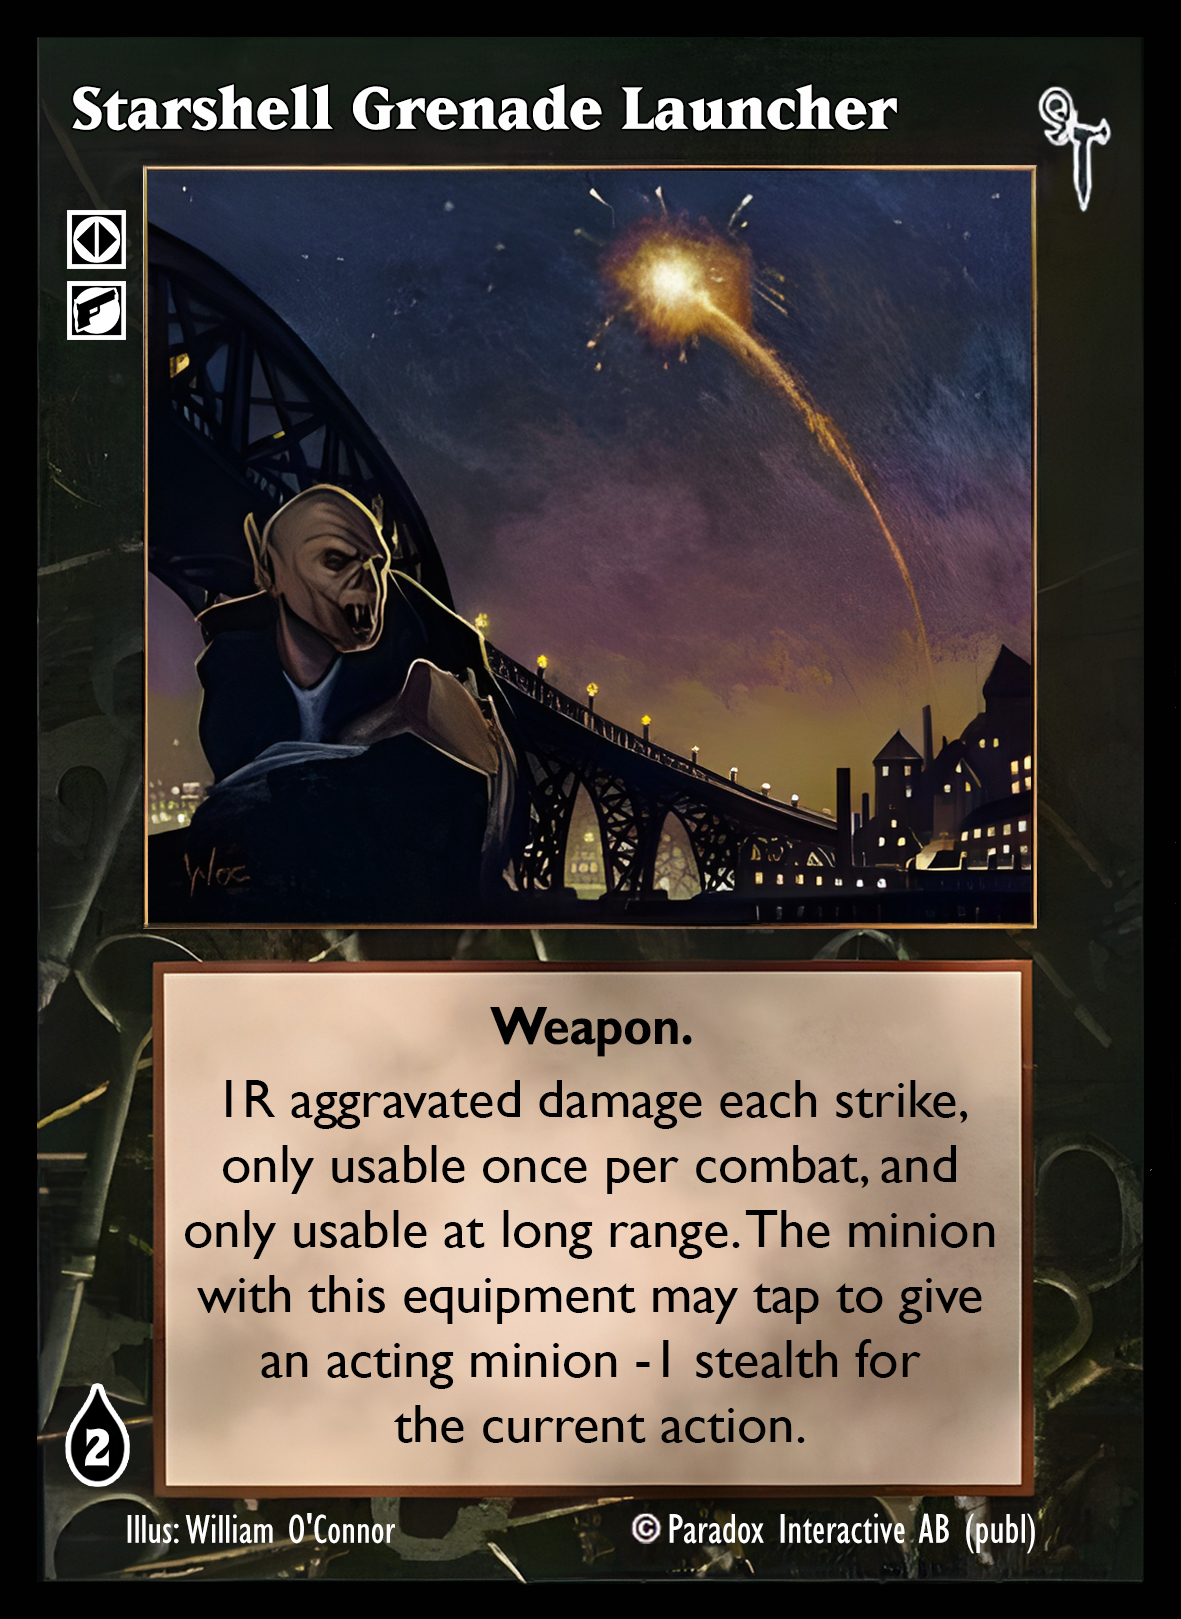 Starshell Grenade Launcher
Woc
Weapon.
1R aggravated damage each strike,
only usable once per combat, and
only usable at long range. The minion
with this equipment may tap to give
an acting minion -1 stealth for
the current action.
2
Illus: William O'Connor
© Paradox Interactive AB (publ)